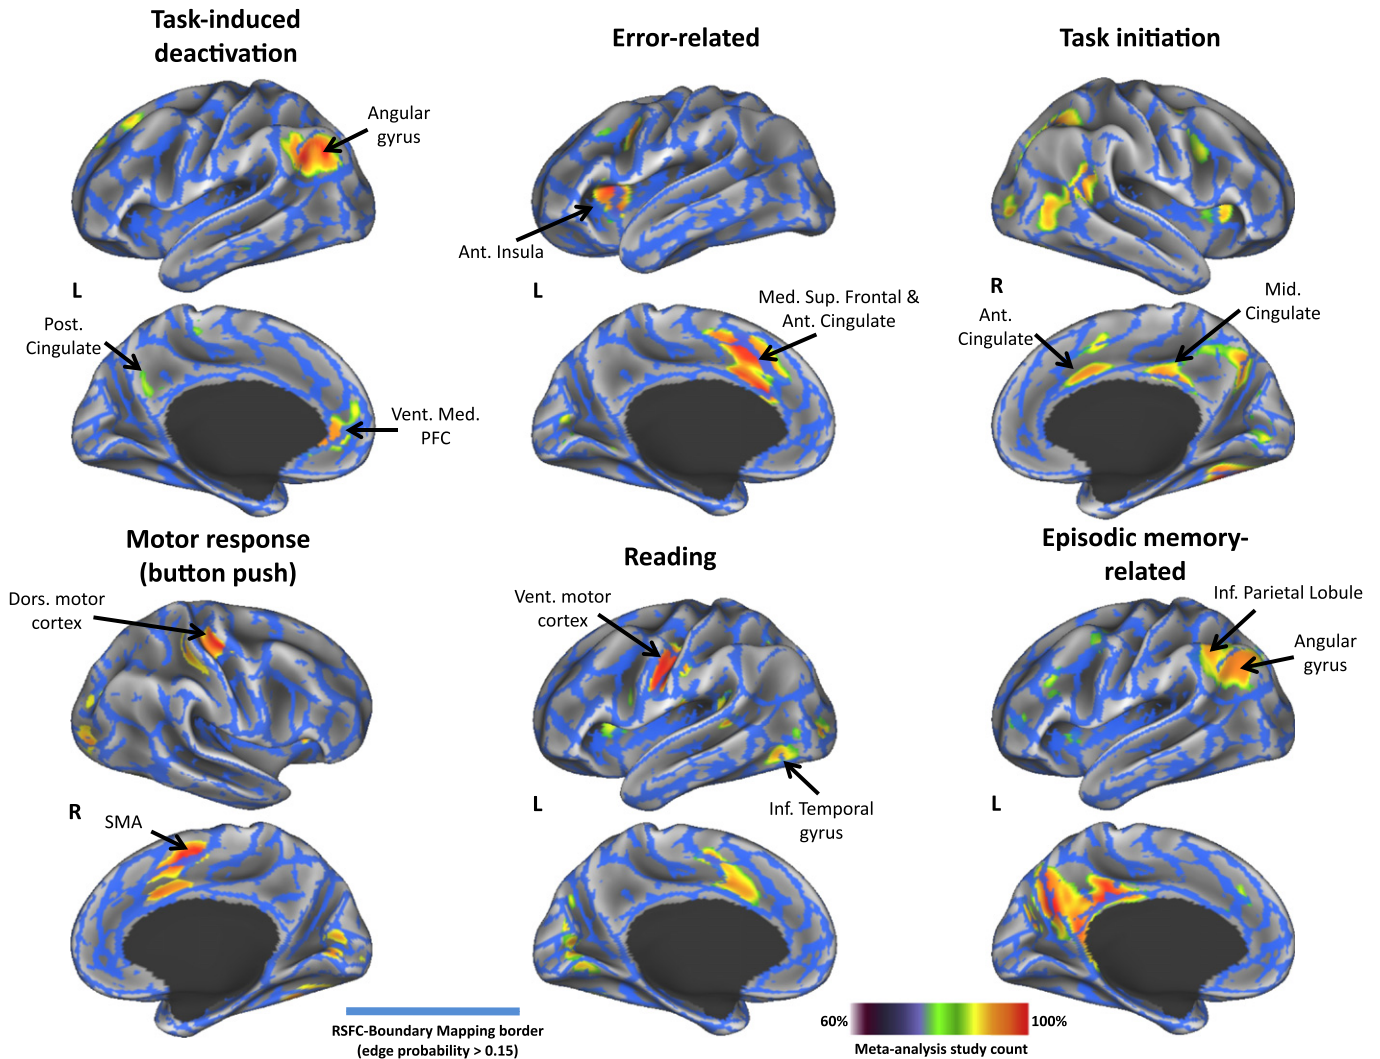 Task-induced
deactivation
Error-related
Task initiation
Angular
gyrus
Ant. Insula
L
L
R
Post.
Cingulate
Vent. Med.
PFC
Med. Sup. Frontal &
Ant. Cingulate
Ant.
Cingulate
Mid.
Cingulate
Motor response
(button push)
Reading
Episodic memory-
related
Dors. motor
cortex
Vent. motor
cortex
Inf. Parietal Lobule
Angular
gyrus
Inf. Temporal
gyrus
R
L
L
SMA
RSFC-Boundary Mapping border
(edge probability > 0.15)
60% 100%
Meta-analysis study count